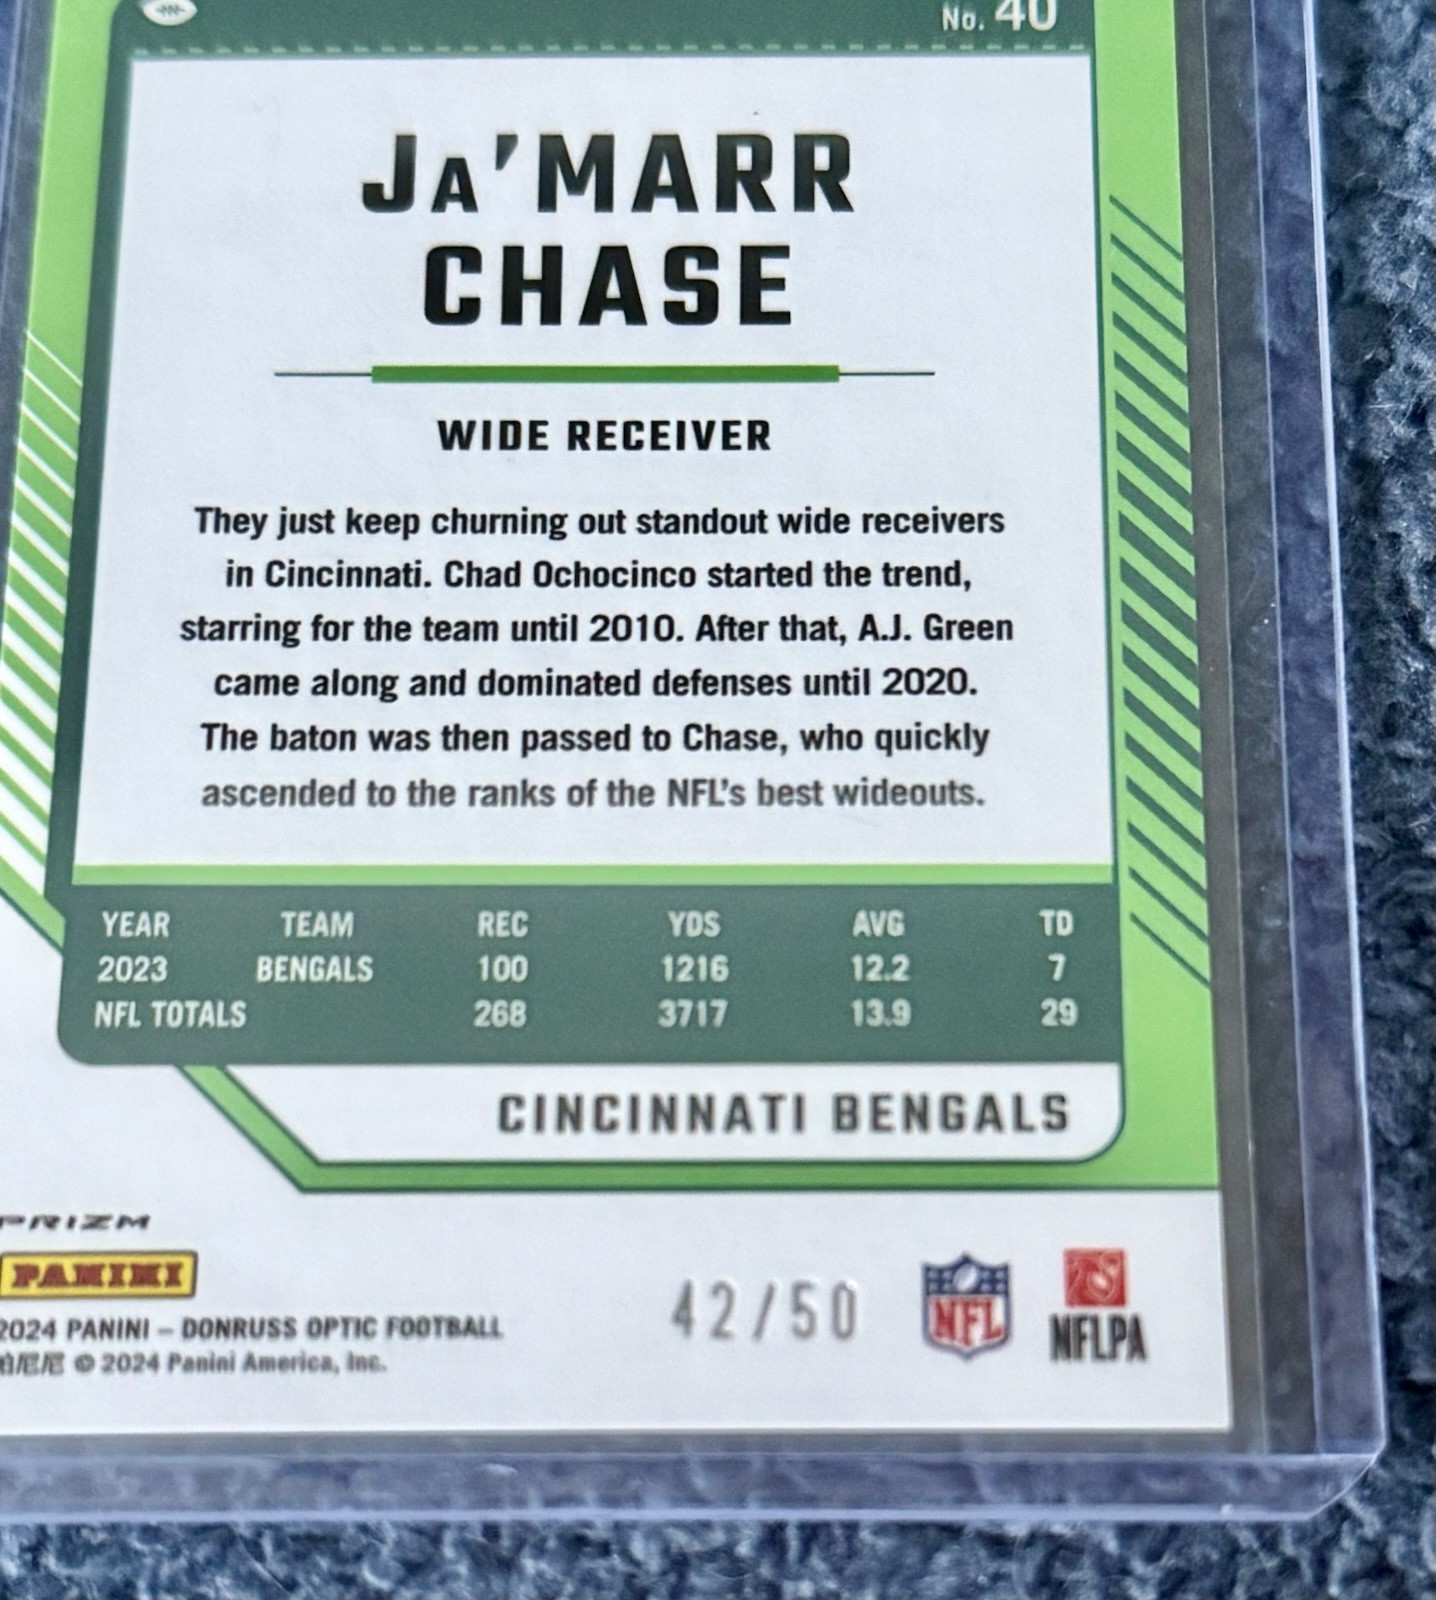 No. 40
JA'MARR
CHASE
WIDE RECEIVER
They just keep churning out standout wide receivers
in Cincinnati. Chad Ochocinco started the trend,
starring for the team until 2010. After that, A.J. Green
came along and dominated defenses until 2020.
The baton was then passed to Chase, who quickly
ascended to the ranks of the NFL's best wideouts.
YEAR TEAM REC YDS AVG TD
2023 BENGALS 100 1216 12.2 7
NFL TOTALS 268 3717 13.9 29
CINCINNATI BENGALS
PRIZM
PANINI
42/50
NFL
NFLPA
2024 PANINI – DONRUSS OPTIC FOOTBALL
尼尼 © 2024 Panini America, Inc.